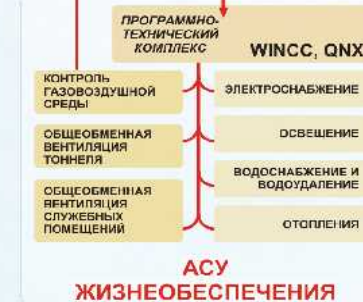 ПРОГРАММНО-
ТЕХНИЧЕСКИЙ
КОМПЛЕКС
WINCC, QNX
КОНТРОЛЬ
ГАЗОВОЗДУШНОЙ
СРЕДЫ
ОБЩЕОБМЕННАЯ
ВЕНТИЛЯЦИЯ
ТОННЕЛЯ
ОБЩЕОБМЕННАЯ
ВЕНТИЛЯЦИЯ
СЛУЖЕБНЫХ
ПОМЕЩЕНИЙ
ЭЛЕКТРОСНАБЖЕНИЕ
ОСВЕШЕНИЕ
ВОДОСНАБЖЕНИЕ И
ВОДОУДАЛЕНИЕ
ОТОПЛЕНИЯ
АСУ
ЖИЗНЕОБЕСПЕЧЕНИЯ